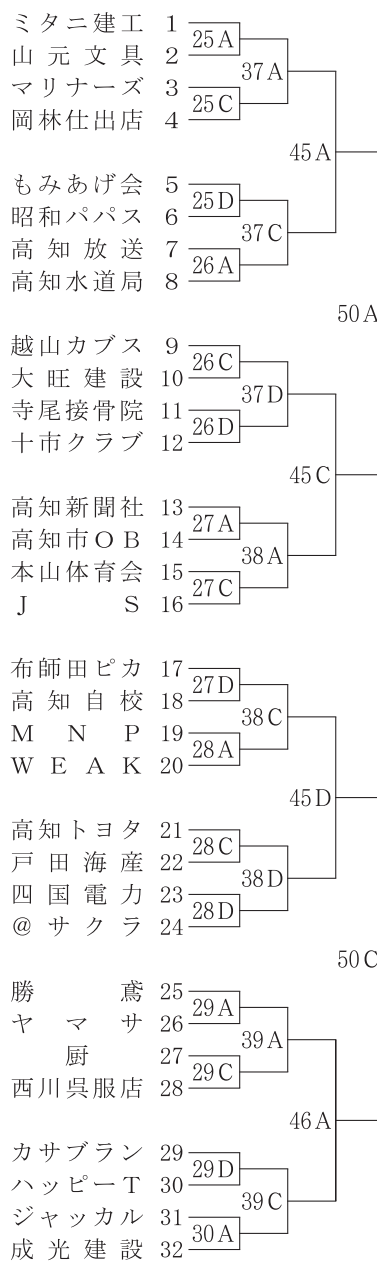 ミタニ建工 1
25A
山元文具 2
37A
マリナーズ 3
25C
岡林仕出店 4
45A
もみあげ会 5
25D
昭和パパス 6
37C
高知放送 7
26A
高知水道局 8
50A
越山カブス 9
26C
大旺建設 10
37D
寺尾接骨院 11
26D
十市クラブ 12
45C
高知新聞社 13
27A
高知市OB 14
38A
本山体育会 15
27C
J S 16
布師田ピカ 17
27D
高知自校 18
38C
MNP 19
28A
WEAK 20
45D
高知トヨタ 21
28C
戸田海産 22
38D
四国電力 23
28D
@サクラ 24
50C
勝鳶 25
29A
ヤマサ 26
39A
厨 27
29C
西川呉服店 28
46A
カサブラン 29
29D
ハッピーT 30
39C
ジャッカル 31
30A
成光建設 32